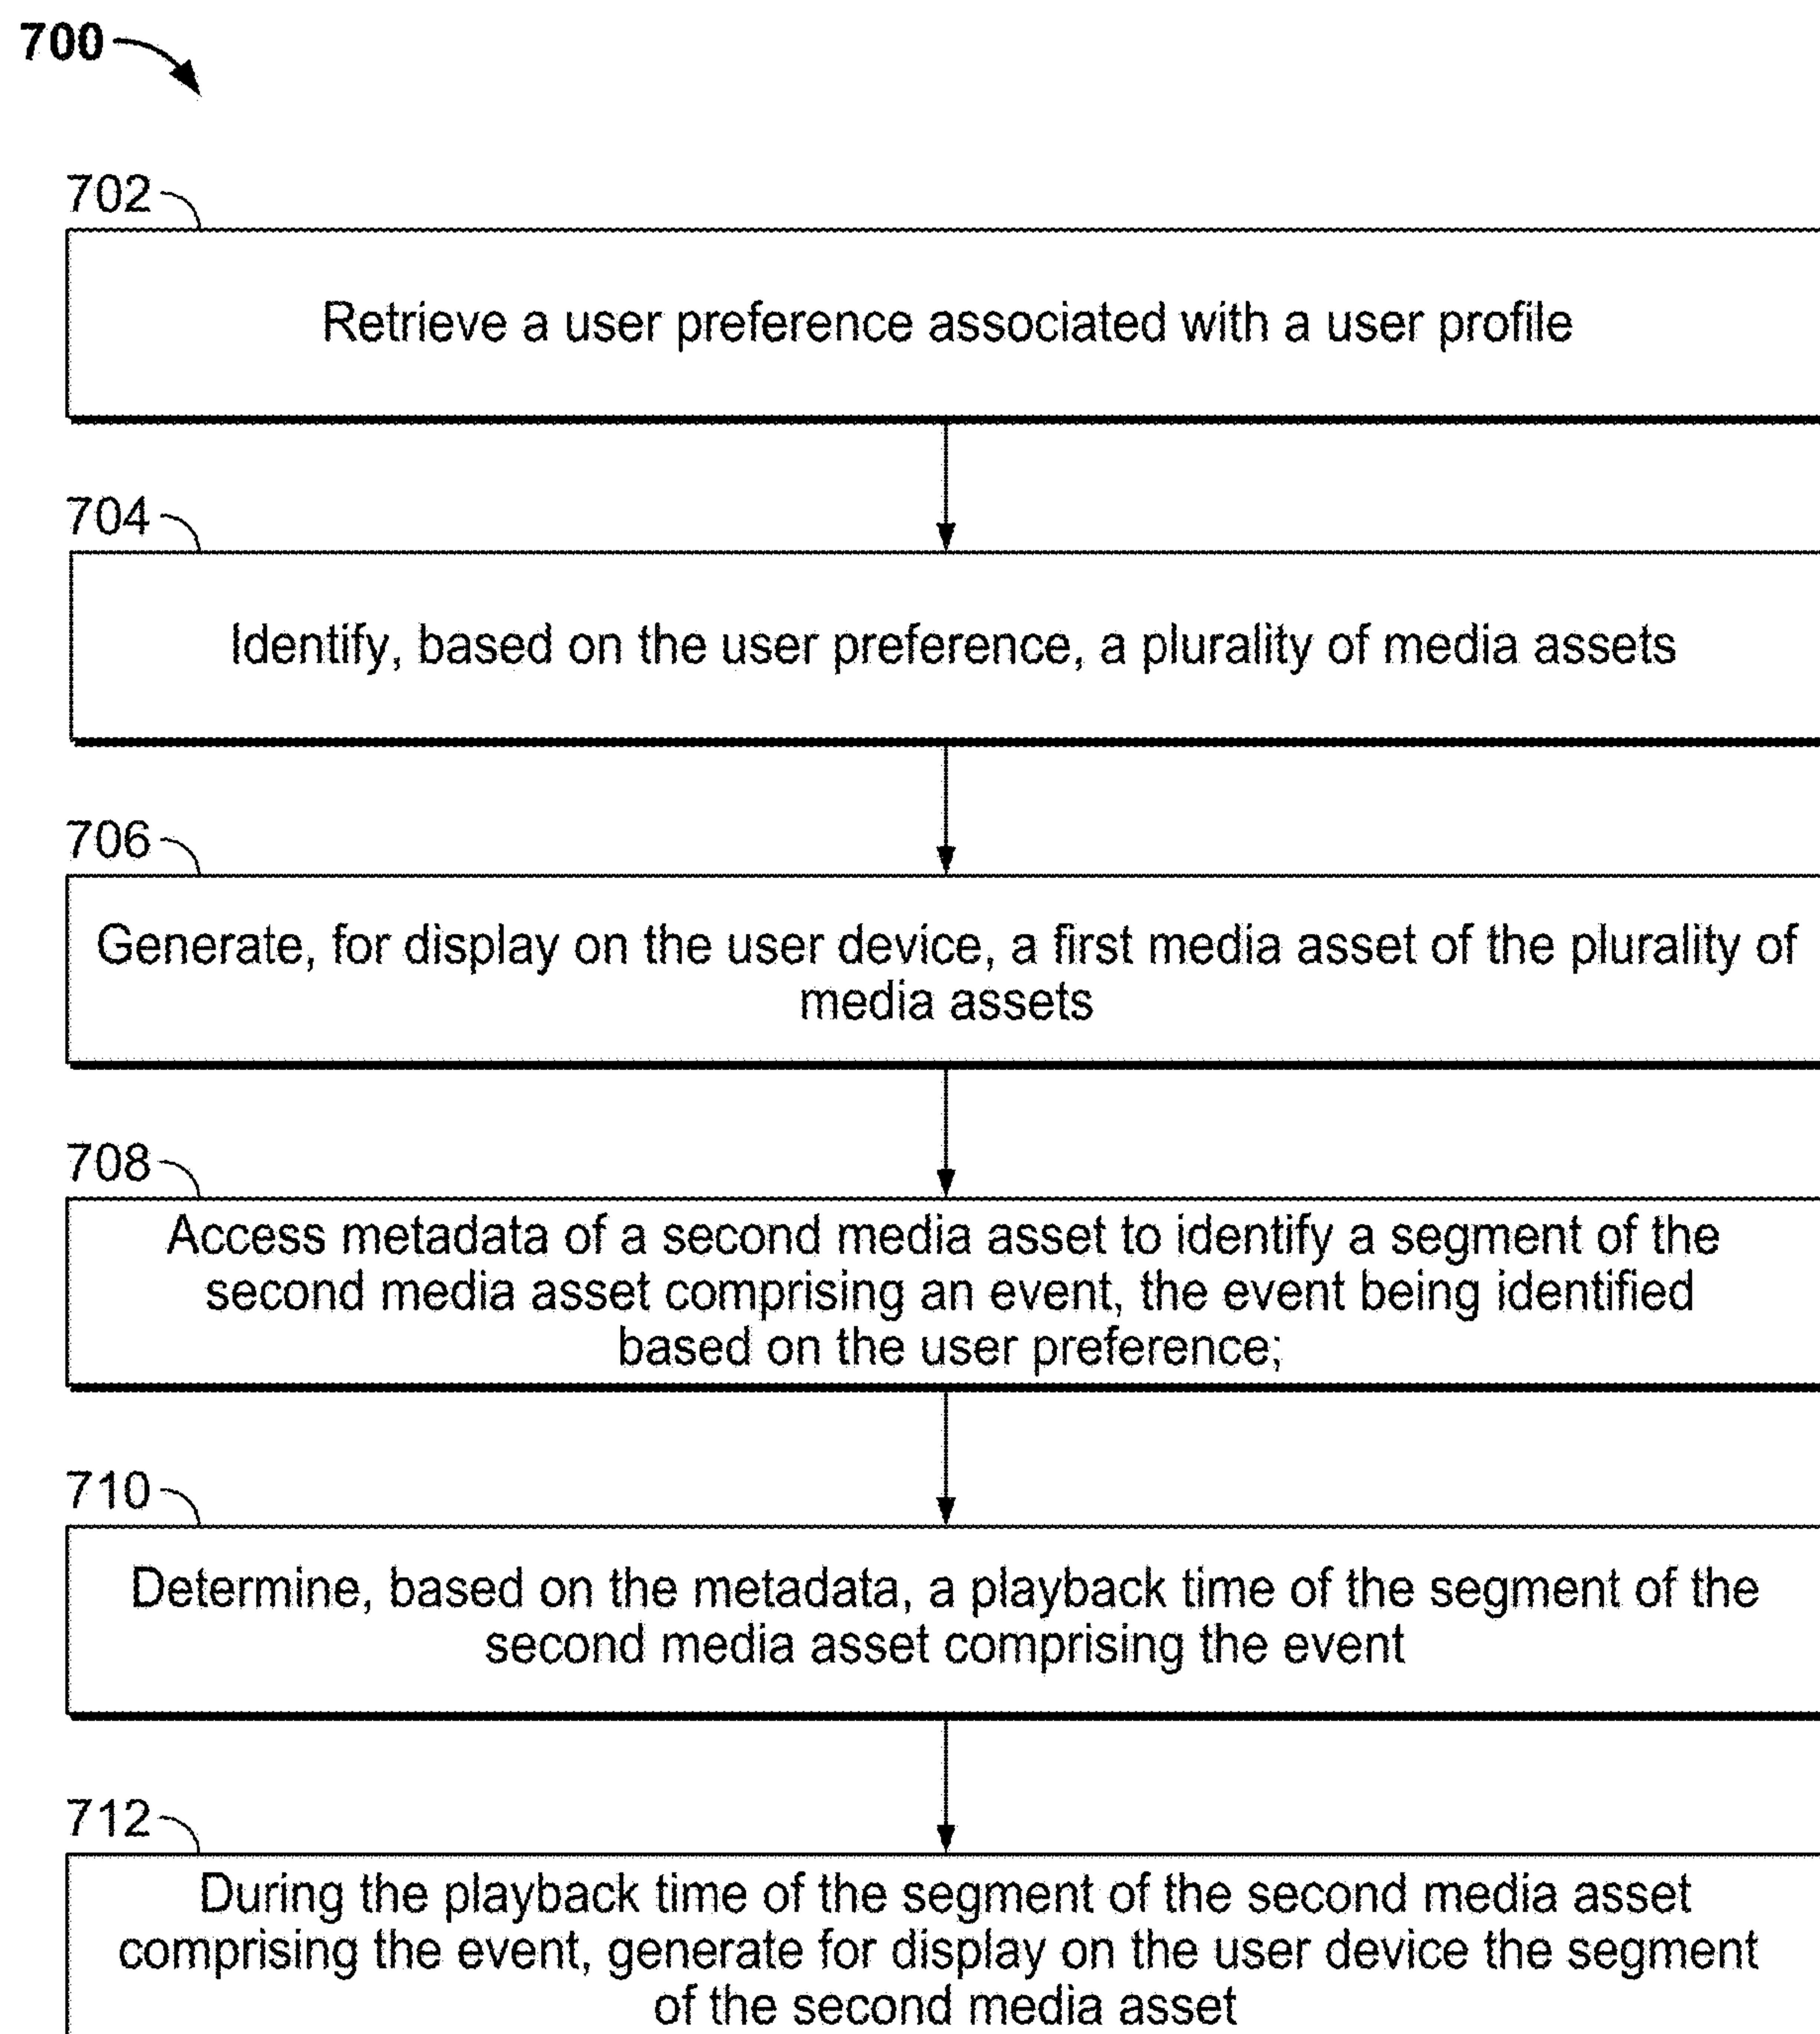 700
702
Retrieve a user preference associated with a user profile
704
Identify, based on the user preference, a plurality of media assets
706
Generate, for display on the user device, a first media asset of the plurality of
media assets
708
Access metadata of a second media asset to identify a segment of the
second media asset comprising an event, the event being identified
based on the user preference;
710
Determine, based on the metadata, a playback time of the segment of the
second media asset comprising the event
712
During the playback time of the segment of the second media asset
comprising the event, generate for display on the user device the segment
of the second media asset